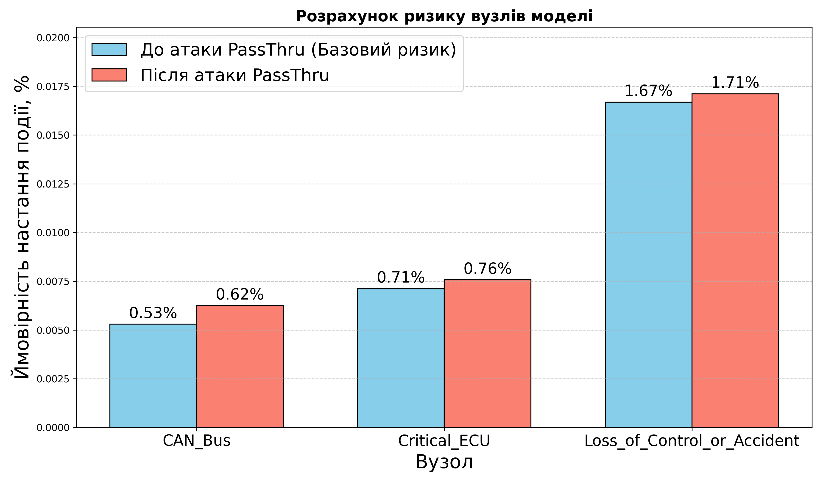 Розрахунок ризику вузлів моделі
До атаки PassThru (Базовий ризик)
Після атаки PassThru
Ймовірність настання події, %
0.0200
0.0175
0.0150
0.0125
0.0100
0.0075
0.0050
0.0025
0.0000
0.53%
0.62%
0.71%
0.76%
1.67%
1.71%
CAN_Bus
Critical_ECU
Loss_of_Control_or_Accident
Вузол